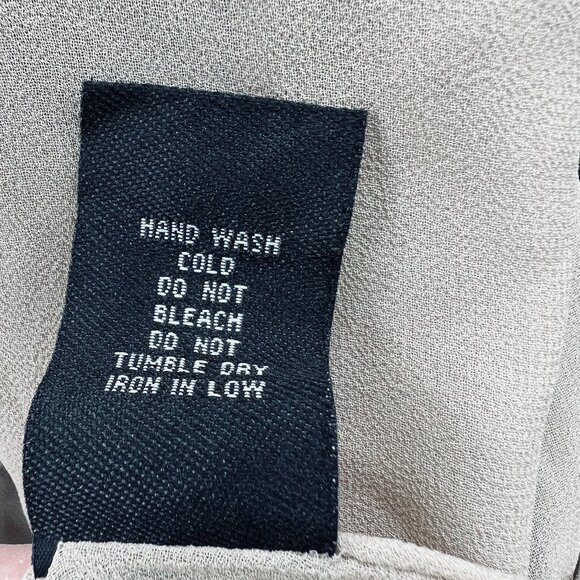 HAND WASH
COLD
DO NOT
BLEACH
DO NOT
TUMBLE DRY
IRON IN LOW